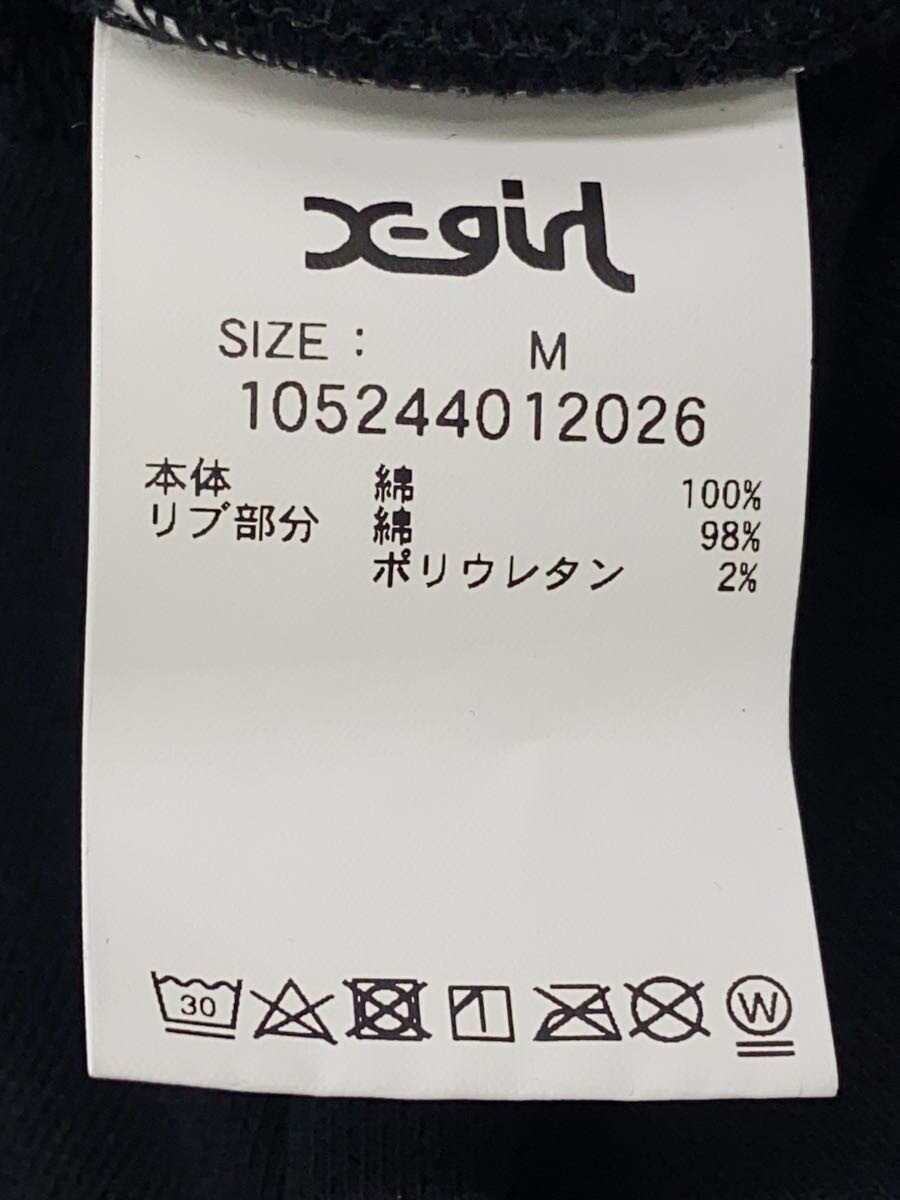 X-girl
SIZE : M
105244012026
本体 綿 100%
リブ部分 綿 98%
ポリウレタン 2%
30 W